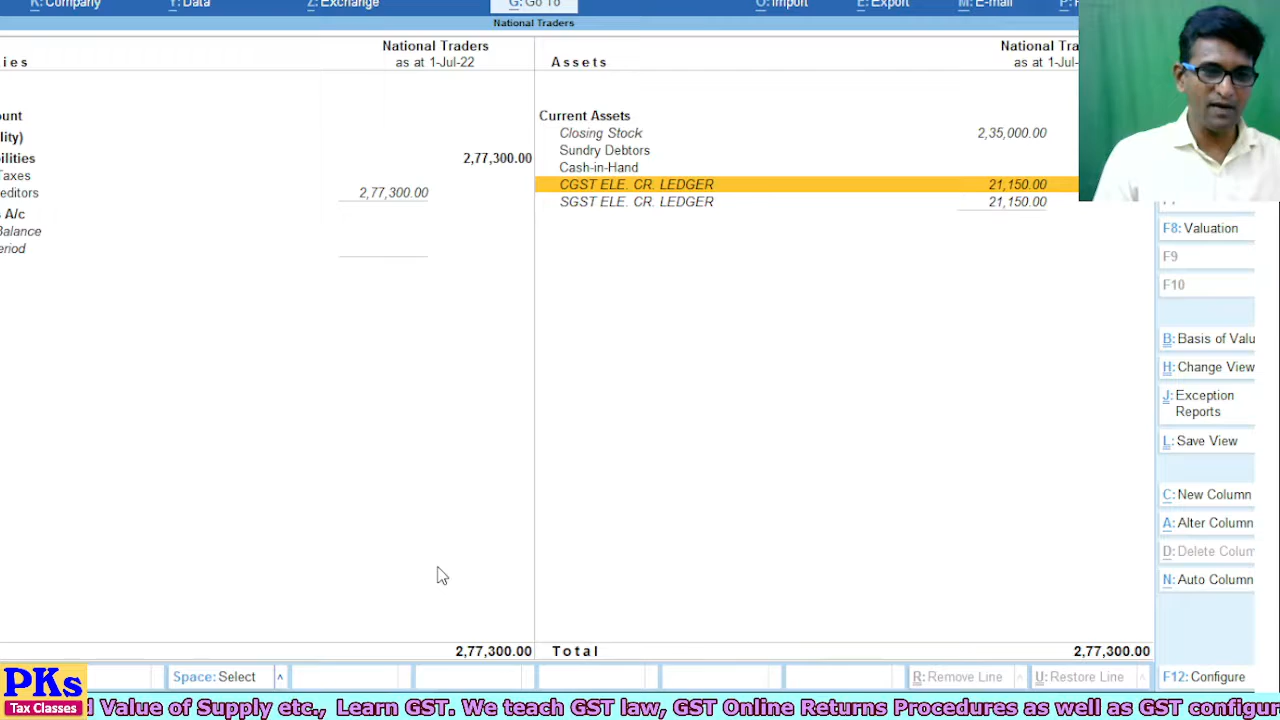 K: Company Y: Data Z: Exchange G: Go To O: Import E: Export M: E-mail
National Traders
National Traders
as at 1-Jul-22
Assets
as at 1-Jul-
Current Assets
Closing Stock 2,35,000.00
2,77,300.00
Sundry Debtors
Taxes
Cash-in-Hand
2,77,300.00
CGST ELE. CR. LEDGER 21,150.00
SGST ELE. CR. LEDGER 21,150.00
A/c
Balance
F8: Valuation
F9
F10
B: Basis of Valu
H: Change View
J: Exception
Reports
L: Save View
C: New Column
A: Alter Column
D: Delete Colum
N: Auto Column
2,77,300.00
Total 2,77,300.00
Space: Select
R: Remove Line
U: Restore Line
F12: Configure
PKs
Tax Classes
d Value of Supply etc., Learn GST. We teach GST law, GST Online Returns Procedures as well as GST configur